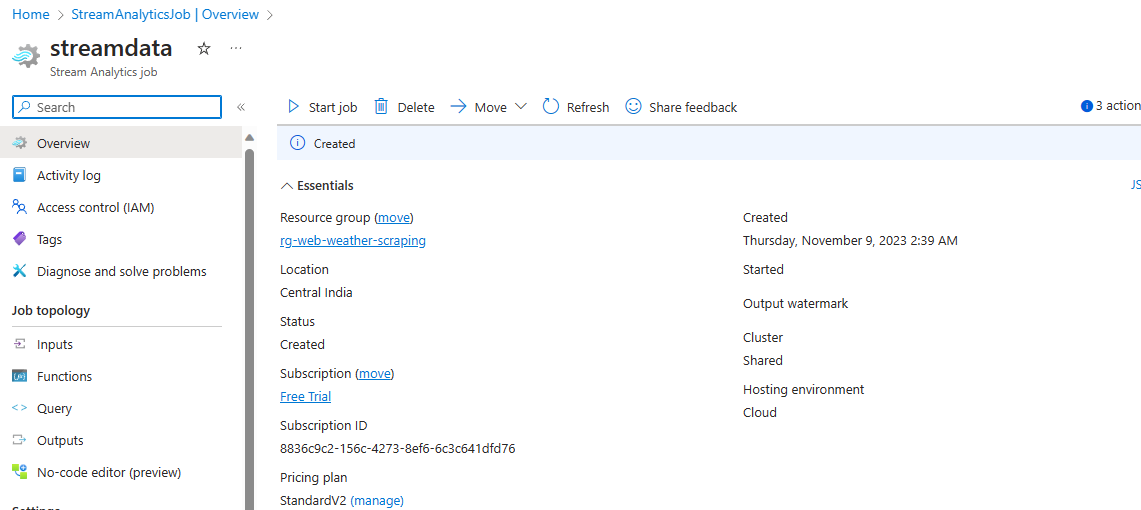 Home > StreamAnalyticsJob | Overview >
streamdata
Stream Analytics job
Search
Overview
Activity log
Access control (IAM)
Tags
Diagnose and solve problems
Job topology
Inputs
Functions
Query
Outputs
No-code editor (preview)
Start job Delete Move Refresh Share feedback 3 action
Created
Essentials JS
Resource group (move)
rg-web-weather-scraping
Location
Central India
Status
Created
Subscription (move)
Free Trial
Subscription ID
8836c9c2-156c-4273-8ef6-6c3c641dfd76
Pricing plan
StandardV2 (manage)
Created
Thursday, November 9, 2023 2:39 AM
Started
Output watermark
Cluster
Shared
Hosting environment
Cloud